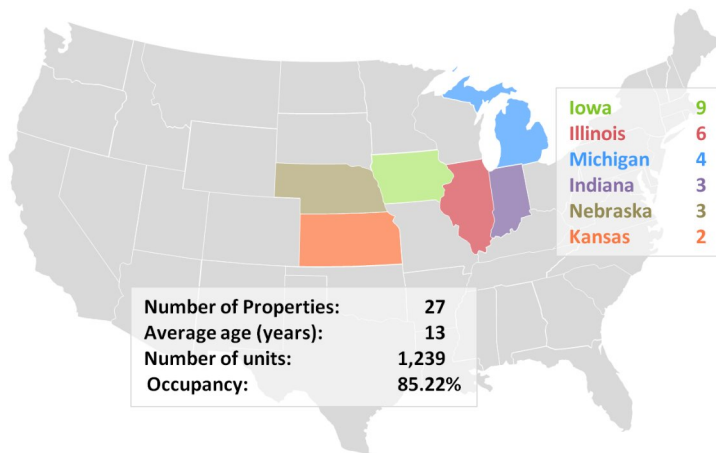 Iowa 9
Illinois 6
Michigan 4
Indiana 3
Nebraska 3
Kansas 2
Number of Properties: 27
Average age (years): 13
Number of units: 1,239
Occupancy: 85.22%